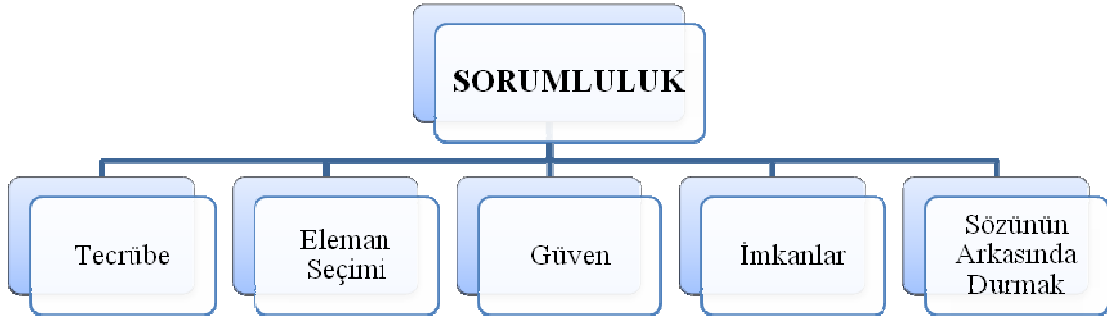 SORUMLULUK
Tecrübe
Eleman
Seçimi
Güven
İmkanlar
Sözünün
Arkasında
Durmak